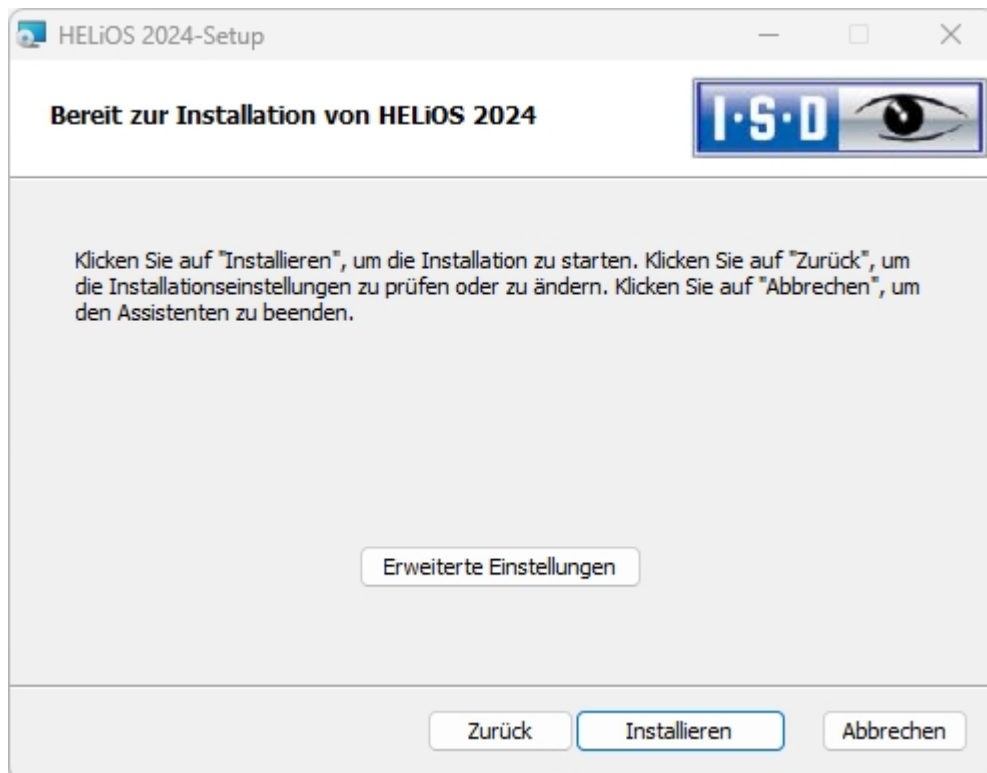 HELiOS 2024-Setup
Bereit zur Installation von HELiOS 2024
I·S·D
Klicken Sie auf "Installieren", um die Installation zu starten. Klicken Sie auf "Zurück", um
die Installationseinstellungen zu prüfen oder zu ändern. Klicken Sie auf "Abbrechen", um
den Assistenten zu beenden.
Erweiterte Einstellungen
Zurück Installieren Abbrechen